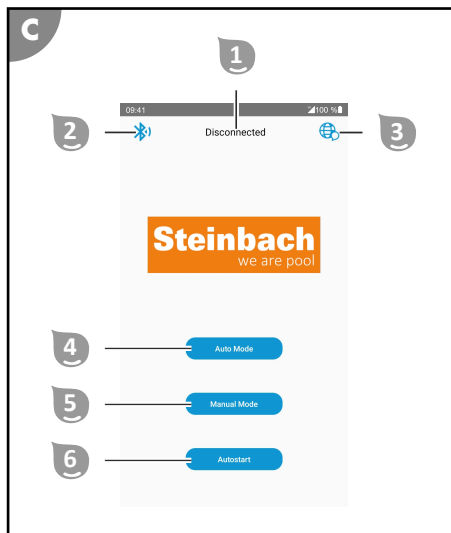 C
1
2
3
09:41 100 %
Disconnected
Steinbach
we are pool
4
Auto Mode
5
Manual Mode
6
Autostart